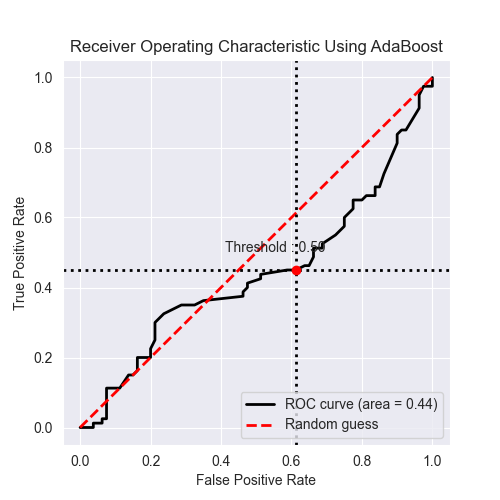 Receiver Operating Characteristic Using AdaBoost
True Positive Rate
1.0
0.8
0.6
0.4
0.2
0.0
Threshold : 0.50
ROC curve (area = 0.44)
Random guess
0.0 0.2 0.4 0.6 0.8 1.0
False Positive Rate